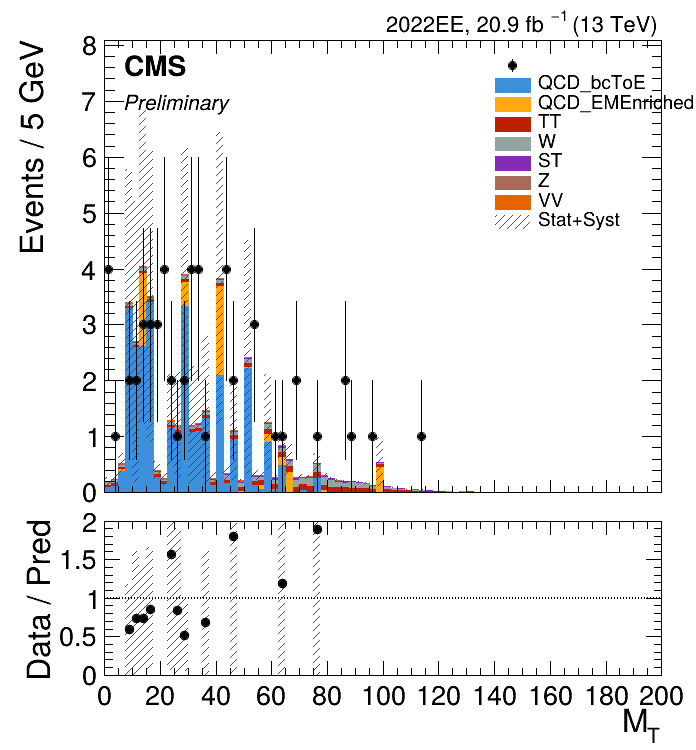 2022EE, 20.9 fb⁻¹ (13 TeV)
CMS
Preliminary
Events / 5 GeV
8
7
6
5
4
3
2
1
0
QCD_bcToE
QCD_EMEnriched
TT
W
ST
Z
VV
Stat+Syst
Data / Pred
2
1.5
1
0.5
0
0 20 40 60 80 100 120 140 160 180 200
M_T